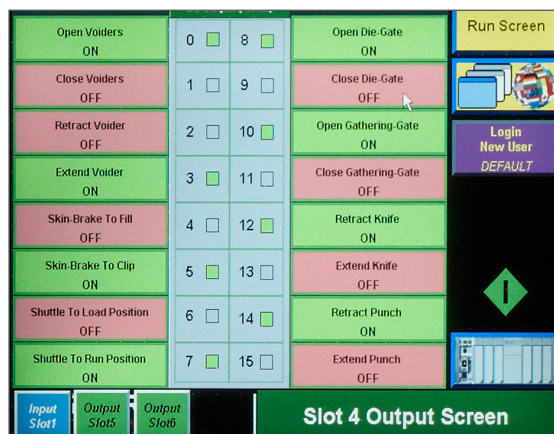 Open Voiders
ON
0
8
Open Die-Gate
ON
Run Screen
Close Voiders
OFF
1
9
Close Die-Gate
OFF
Retract Voider
OFF
2
10
Open Gathering-Gate
ON
Login
New User
DEFAULT
Extend Voider
ON
3
11
Close Gathering-Gate
OFF
Skin-Brake To Fill
OFF
4
12
Retract Knife
ON
Skin-Brake To Clip
ON
5
13
Extend Knife
OFF
Shuttle To Load Position
OFF
6
14
Retract Punch
ON
Shuttle To Run Position
ON
7
15
Extend Punch
OFF
Input
Slot1
Output
Slot5
Output
Slot6
Slot 4 Output Screen